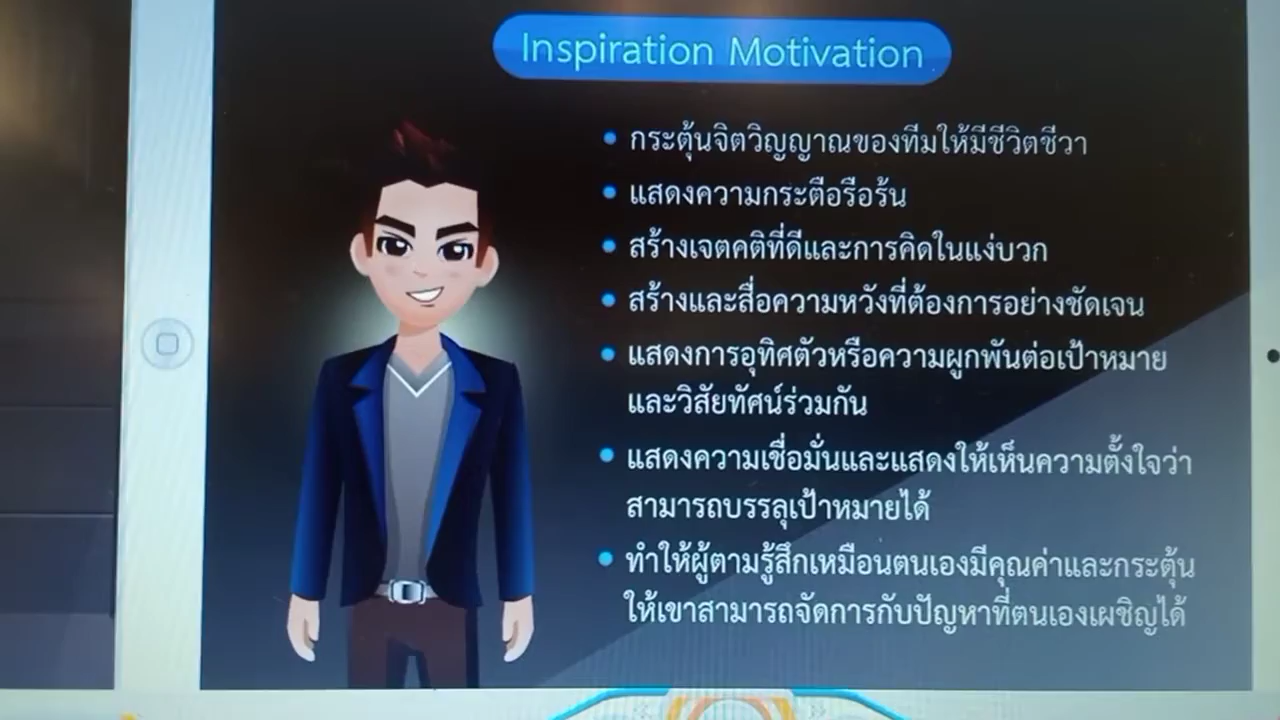 Inspiration Motivation
• กระตุ้นจิตวิญญาณของทีมให้มีชีวิตชีวา
• แสดงความกระตือรือร้น
• สร้างเจตคติที่ดีและการคิดในแง่บวก
• สร้างและสื่อความหวังที่ต้องการอย่างชัดเจน
• แสดงการอุทิศตัวหรือความผูกพันต่อเป้าหมาย
และวิสัยทัศน์ร่วมกัน
• แสดงความเชื่อมั่นและแสดงให้เห็นความตั้งใจว่า
สามารถบรรลุเป้าหมายได้
• ทำให้ผู้ตามรู้สึกเหมือนตนเองมีคุณค่าและกระตุ้น
ให้เขาสามารถจัดการกับปัญหาที่ตนเองเผชิญได้